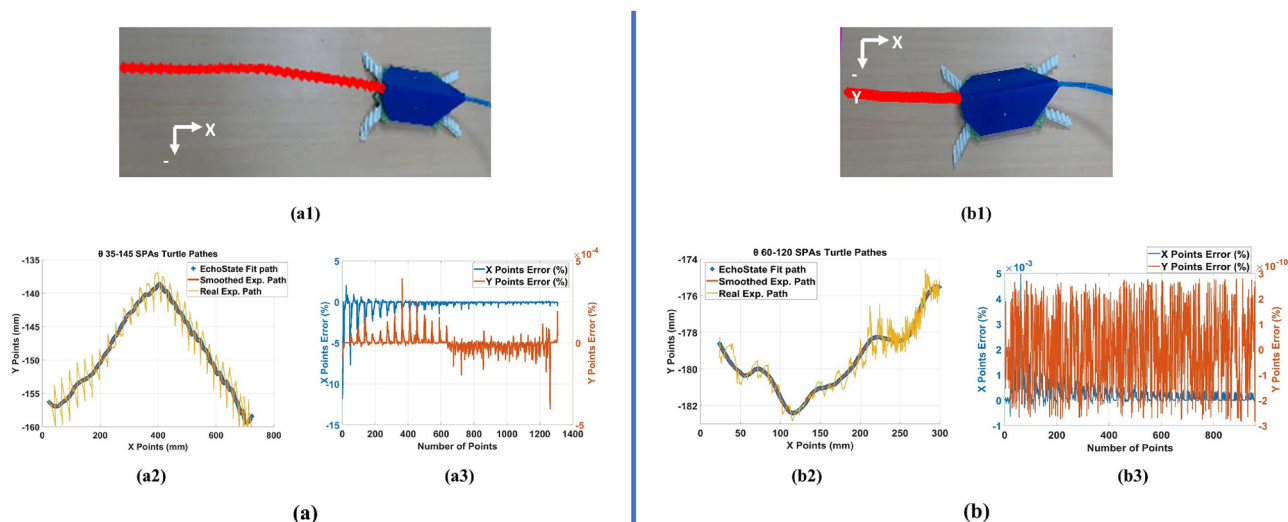 X
-
(a1)
θ 35-145 SPAs Turtle Pathes
EchoState Fit path
Smoothed Exp. Path
Real Exp. Path
-135
-140
-145
-150
-155
-160
Y Points (mm)
0
200
400
600
800
X Points (mm)
(a2)
X Points Error (%)
Y Points Error (%)
5
0
-5
-10
-15
X Points Error (%)
×10⁻⁴
5
0
-5
Y Points Error (%)
0
200
400
600
800
1000
1200
1400
Number of Points
(a3)
(a)
X
-
Y
(b1)
θ 60-120 SPAs Turtle Pathes
EchoState Fit path
Smoothed Exp. Path
Real Exp. Path
-174
-176
-178
-180
-182
Y Points (mm)
0
50
100
150
200
250
300
X Points (mm)
(b2)
X Points Error (%)
Y Points Error (%)
×10⁻³
5
4
3
2
1
0
-1
X Points Error (%)
×10⁻¹⁰
3
2
1
0
-1
-2
-3
Y Points Error (%)
0
200
400
600
800
Number of Points
(b3)
(b)